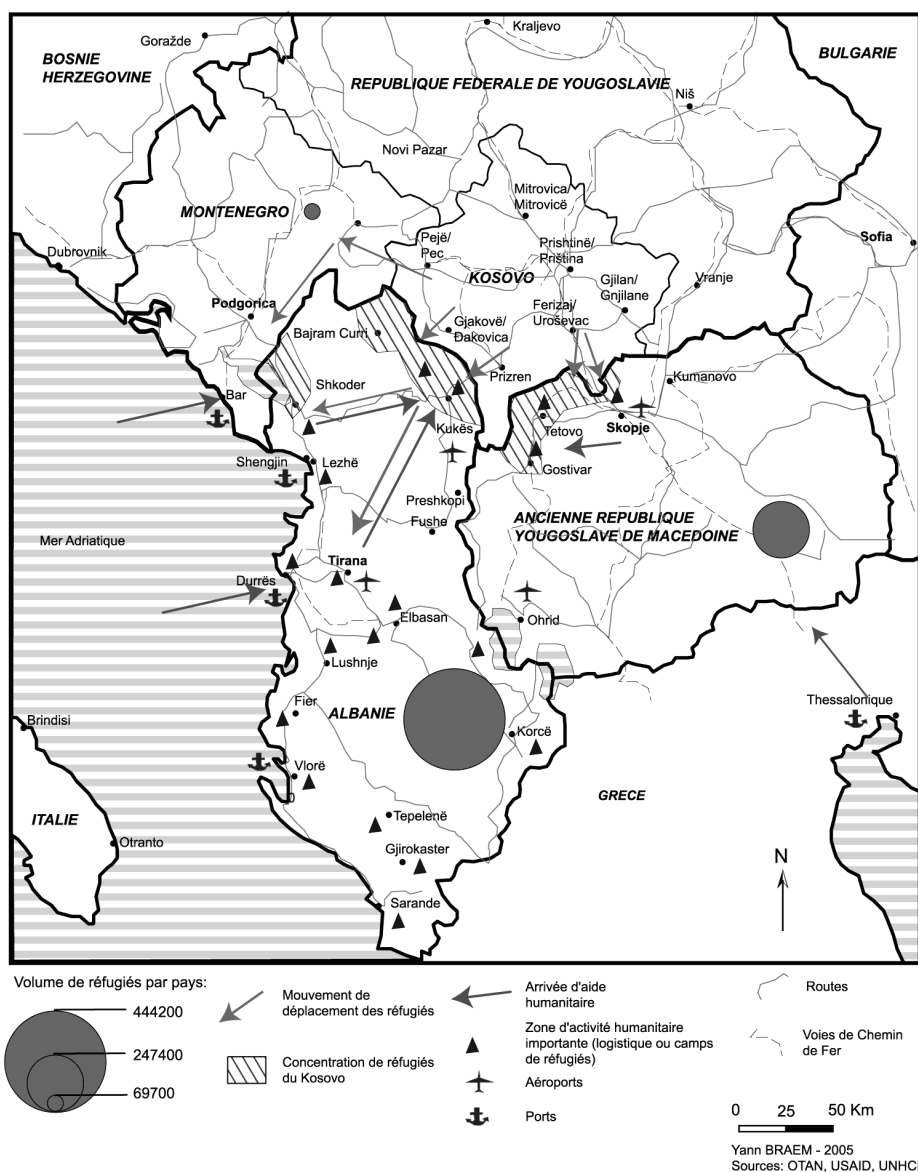 Goražde
Kraljevo
BOSNIE
HERZEGOVINE
BULGARIE
REPUBLIQUE FEDERALE DE YOUGOSLAVIE
Niš
Novi Pazar
Mitrovica/
Mitrovicë
MONTENEGRO
Pejë/
Pec
Prishtinë/
Priština
Sofia
Dubrovnik
KOSOVO
Gjilan/
Gnjilane
Vranje
Podgorica
Ferizaj/
Uroševac
Bajram Curri
Gjakovë/
Đakovica
Prizren
Shkoder
Kumanovo
Bar
Kukës
Tetovo
Skopje
Shengjin
Lezhë
Gostivar
Preshkopi
Fushe
ANCIENNE REPUBLIQUE
YOUGOSLAVE DE MACEDOINE
Mer Adriatique
Tirana
Durrës
Elbasan
Ohrid
Lushnje
Fier
ALBANIE
Thessalonique
Brindisi
Korcë
Vlorë
GRECE
ITALIE
Tepelenë
Otranto
Gjirokaster
N
Sarande
Volume de réfugiés par pays:
444200
247400
69700
Mouvement de
déplacement des réfugiés
Concentration de réfugiés
du Kosovo
Arrivée d'aide
humanitaire
Zone d'activité humanitaire
importante (logistique ou camps
de réfugiés)
Aéroports
Ports
Routes
Voies de Chemin
de Fer
0 25 50 Km
Yann BRAEM - 2005
Sources: OTAN, USAID, UNHC